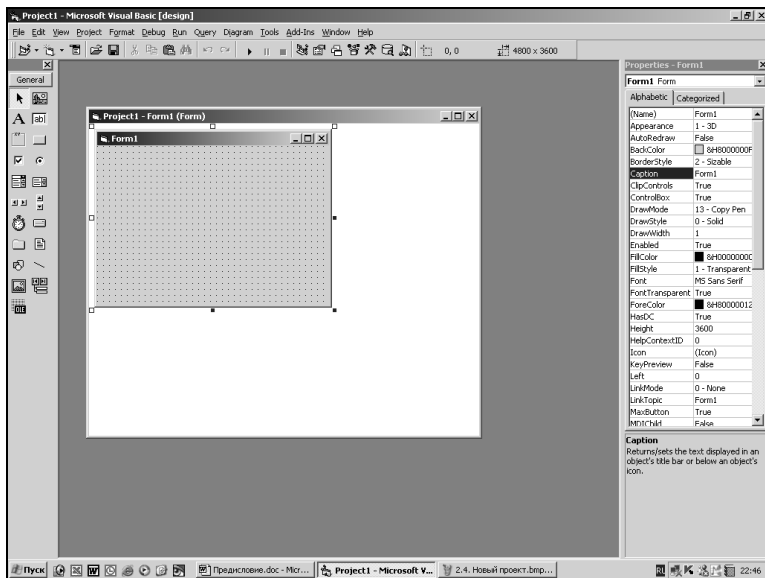 Project1 - Microsoft Visual Basic [design]
File Edit View Project Format Debug Run Query Diagram Tools Add-Ins Window Help
0, 0 4800 x 3600
General
A ab|
OLE
Project1 - Form1 (Form)
Form1
Properties - Form1
Form1 Form
Alphabetic Categorized
(Name) Form1
Appearance 1 - 3D
AutoRedraw False
BackColor &H8000000F
BorderStyle 2 - Sizable
Caption Form1
ClipControls True
ControlBox True
DrawMode 13 - Copy Pen
DrawStyle 0 - Solid
DrawWidth 1
Enabled True
FillColor &H00000000
FillStyle 1 - Transparent
Font MS Sans Serif
FontTransparent True
ForeColor &H80000012
HasDC True
Height 3600
HelpContextID 0
Icon (Icon)
KeyPreview False
Left 0
LinkMode 0 - None
LinkTopic Form1
MaxButton True
MDIChild False
Caption
Returns/sets the text displayed in an
object's title bar or below an object's
icon.
Пуск Предисловие.doc - Micr... Project1 - Microsoft V... 2.4. Новый проект.bmp... RU 22:46